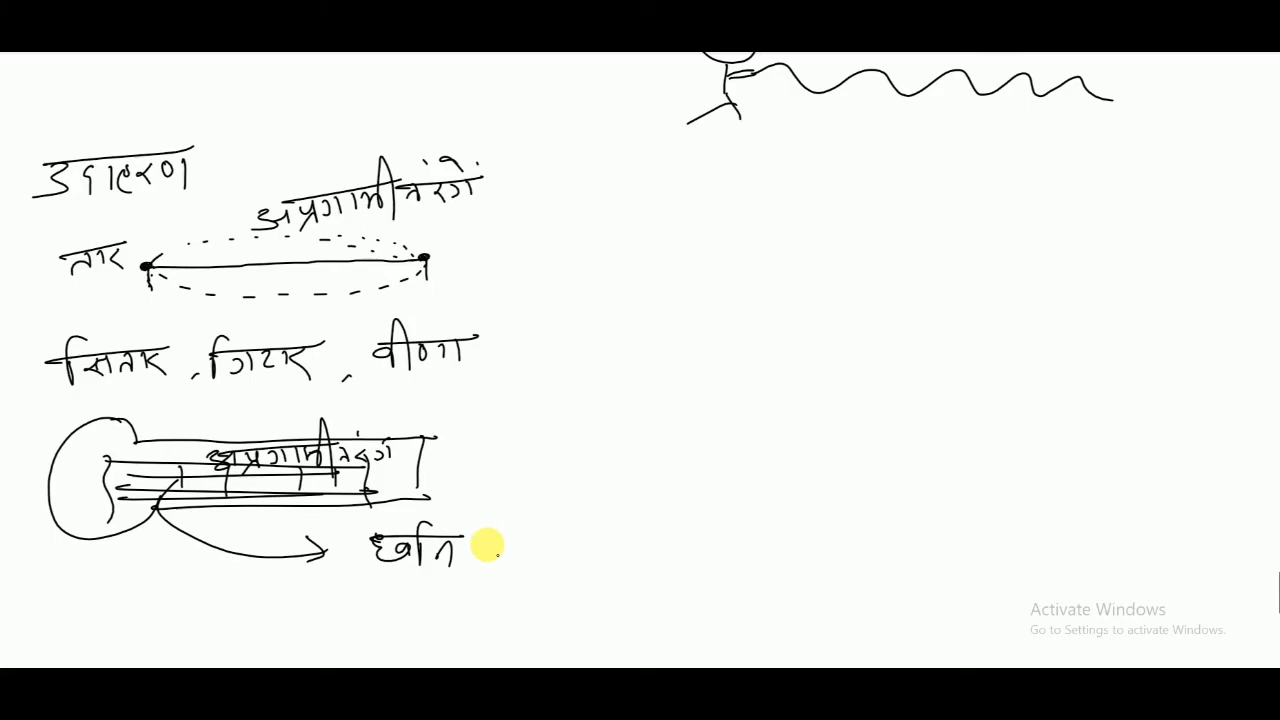 उदाहरण
अप्रगामी तरंगें
तार
सितार, गिटार, वीणा
अप्रगामी तरंगें
ध्वनि
Activate Windows
Go to Settings to activate Windows.